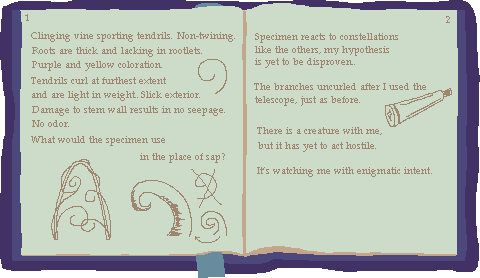 1
Clinging vine sporting tendrils. Non-twining.
Roots are thick and lacking in rootlets.
Purple and yellow coloration.
Tendrils curl at furthest extent
and are light in weight. Slick exterior.
Damage to stem wall results in no seepage.
No odor.
What would the specimen use
in the place of sap?
2
Specimen reacts to constellations
like the others, my hypothesis
is yet to be disproven..
The branches uncurled after I used the
telescope, just as before.
There is a creature with me,
but it has yet to act hostile.
It's watching me with enigmatic intent.